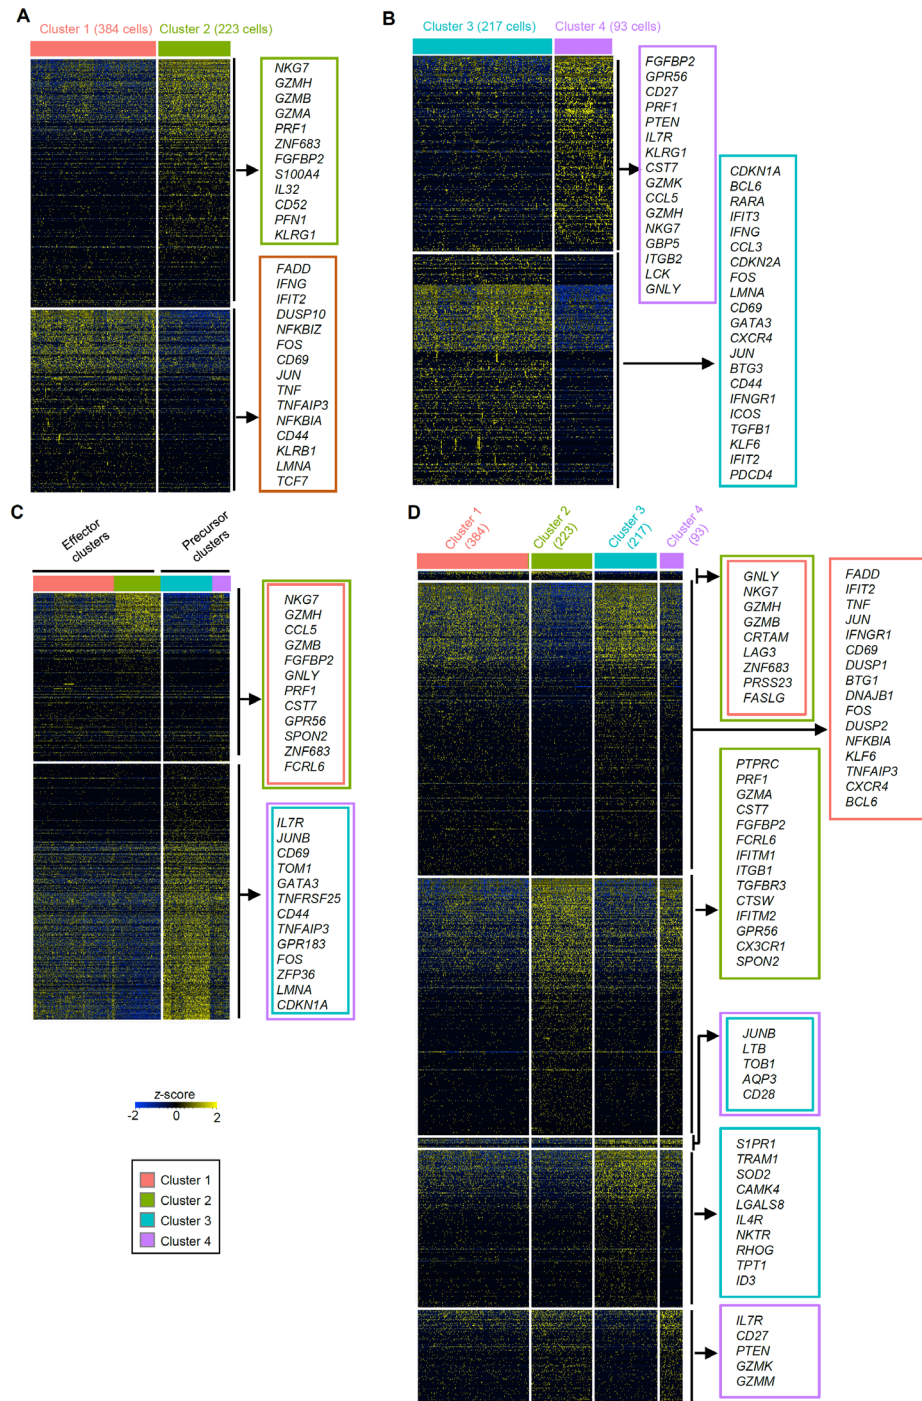 A
Cluster 1 (384 cells)
Cluster 2 (223 cells)
NKG7
GZMH
GZMB
GZMA
PRF1
ZNF683
FGFBP2
S100A4
IL32
CD52
PFN1
KLRG1
FADD
IFNG
IFIT2
DUSP10
NFKBIZ
FOS
CD69
JUN
TNF
TNFAIP3
NFKBIA
CD44
KLRB1
LMNA
TCF7
B
Cluster 3 (217 cells)
Cluster 4 (93 cells)
FGFBP2
GPR56
CD27
PRF1
PTEN
IL7R
KLRG1
CST7
GZMK
CCL5
GZMH
NKG7
GBP5
ITGB2
LCK
GNLY
CDKN1A
BCL6
RARA
IFIT3
IFNG
CCL3
CDKN2A
FOS
LMNA
CD69
GATA3
CXCR4
JUN
BTG3
CD44
IFNGR1
ICOS
TGFB1
KLF6
IFIT2
PDCD4
C
Effector
clusters
Precursor
clusters
NKG7
GZMH
CCL5
GZMB
FGFBP2
GNLY
PRF1
CST7
GPR56
SPON2
ZNF683
FCRL6
IL7R
JUNB
CD69
TOM1
GATA3
TNFRSF25
CD44
TNFAIP3
GPR183
FOS
ZFP36
LMNA
CDKN1A
z-score
-2 0 2
Cluster 1
Cluster 2
Cluster 3
Cluster 4
D
Cluster 1
(384)
Cluster 2
(223)
Cluster 3
(217)
Cluster 4
(93)
GNLY
NKG7
GZMH
GZMB
CRTAM
LAG3
ZNF683
PRSS23
FASLG
FADD
IFIT2
TNF
JUN
IFNGR1
CD69
DUSP1
BTG1
DNAJB1
FOS
DUSP2
NFKBIA
KLF6
TNFAIP3
CXCR4
BCL6
PTPRC
PRF1
GZMA
CST7
FGFBP2
FCRL6
IFITM1
ITGB1
TGFBR3
CTSW
IFITM2
GPR56
CX3CR1
SPON2
JUNB
LTB
TOB1
AQP3
CD28
S1PR1
TRAM1
SOD2
CAMK4
LGALS8
IL4R
NKTR
RHOG
TPT1
ID3
IL7R
CD27
PTEN
GZMK
GZMM